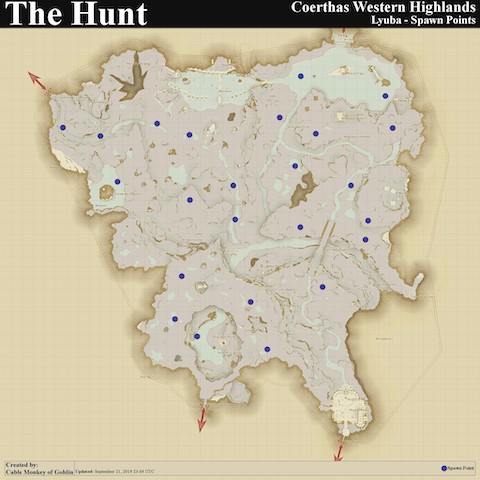 The Hunt
Coerthas Western Highlands
Lyuba - Spawn Points
Created by:
Cable Monkey of Goblin
Updated: September 21, 2019 23:48 UTC
Spawn Point